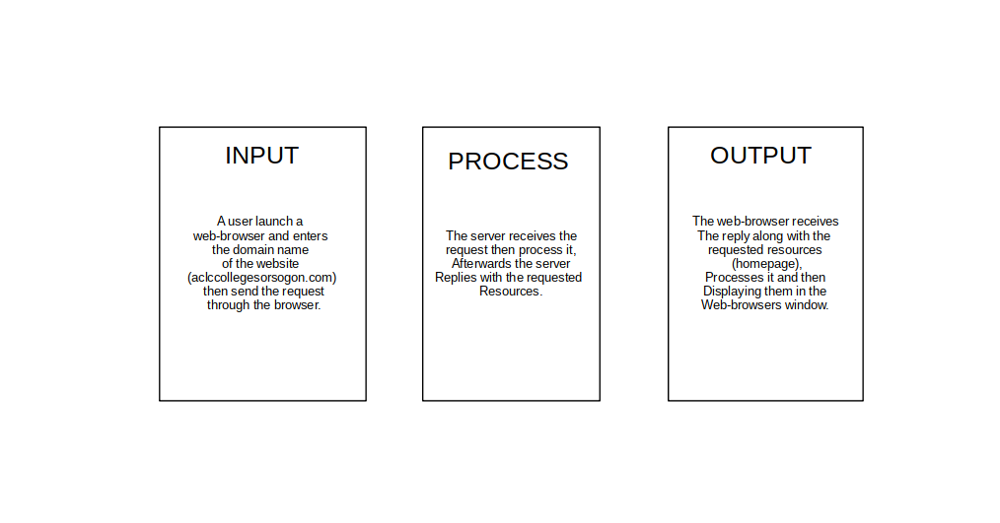 INPUT
A user launch a
web-browser and enters
the domain name
of the website
(aclccollegesorsogon.com)
then send the request
through the browser.
PROCESS
The server receives the
request then process it,
Afterwards the server
Replies with the requested
Resources.
OUTPUT
The web-browser receives
The reply along with the
requested resources
(homepage),
Processes it and then
Displaying them in the
Web-browsers window.